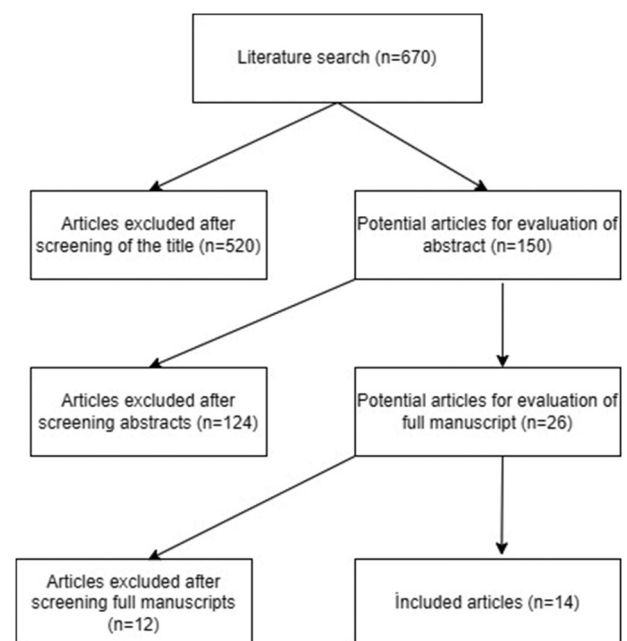 Literature search (n=670)
Articles excluded after
screening of the title (n=520)
Potential articles for evaluation of
abstract (n=150)
Articles excluded after
screening abstracts (n=124)
Potential articles for evaluation of
full manuscript (n=26)
Articles excluded after
screening full manuscripts
(n=12)
İncluded articles (n=14)